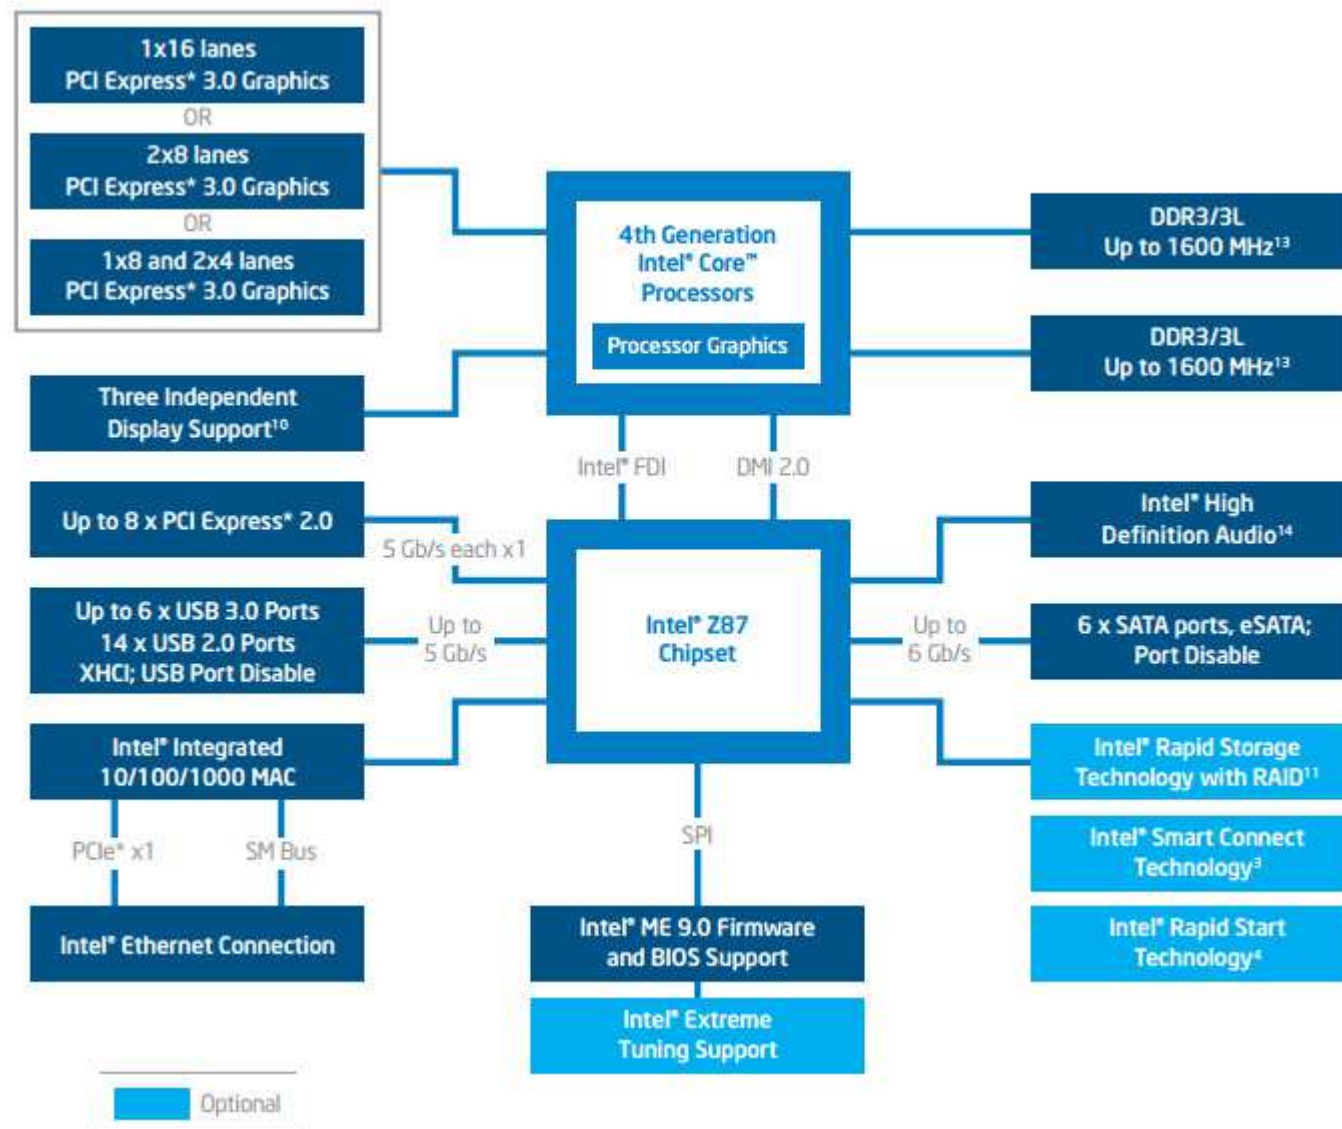 1x16 lanes
PCI Express* 3.0 Graphics
OR
2x8 lanes
PCI Express* 3.0 Graphics
OR
1x8 and 2x4 lanes
PCI Express* 3.0 Graphics
4th Generation
Intel® Core™
Processors
Processor Graphics
DDR3/3L
Up to 1600 MHz¹³
DDR3/3L
Up to 1600 MHz¹³
Three Independent
Display Support¹⁰
Intel® FDI
DMI 2.0
Up to 8 x PCI Express* 2.0
5 Gb/s each x1
Intel® High
Definition Audio¹⁴
Up to 6 x USB 3.0 Ports
14 x USB 2.0 Ports
XHCI; USB Port Disable
Up to
5 Gb/s
Intel® Z87
Chipset
Up to
6 Gb/s
6 x SATA ports, eSATA;
Port Disable
Intel® Integrated
10/100/1000 MAC
Intel® Rapid Storage
Technology with RAID¹¹
PCIe* x1
SM Bus
SPI
Intel® Smart Connect
Technology³
Intel® Ethernet Connection
Intel® ME 9.0 Firmware
and BIOS Support
Intel® Rapid Start
Technology⁴
Intel® Extreme
Tuning Support
Optional